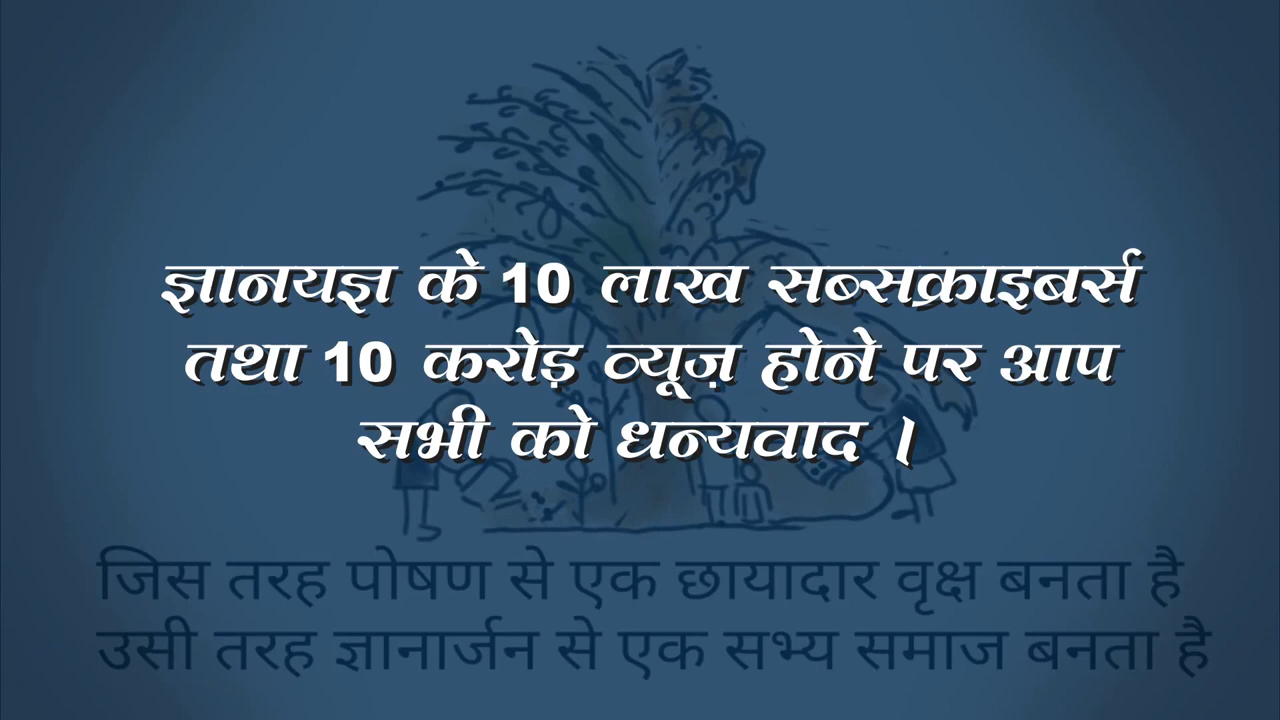 ज्ञानयज्ञ के 10 लाख सब्सक्राइबर्स
तथा 10 करोड़ व्यूज़ होने पर आप
सभी को धन्यवाद ।
जिस तरह पोषण से एक छायादार वृक्ष बनता है
उसी तरह ज्ञानार्जन से एक सभ्य समाज बनता है